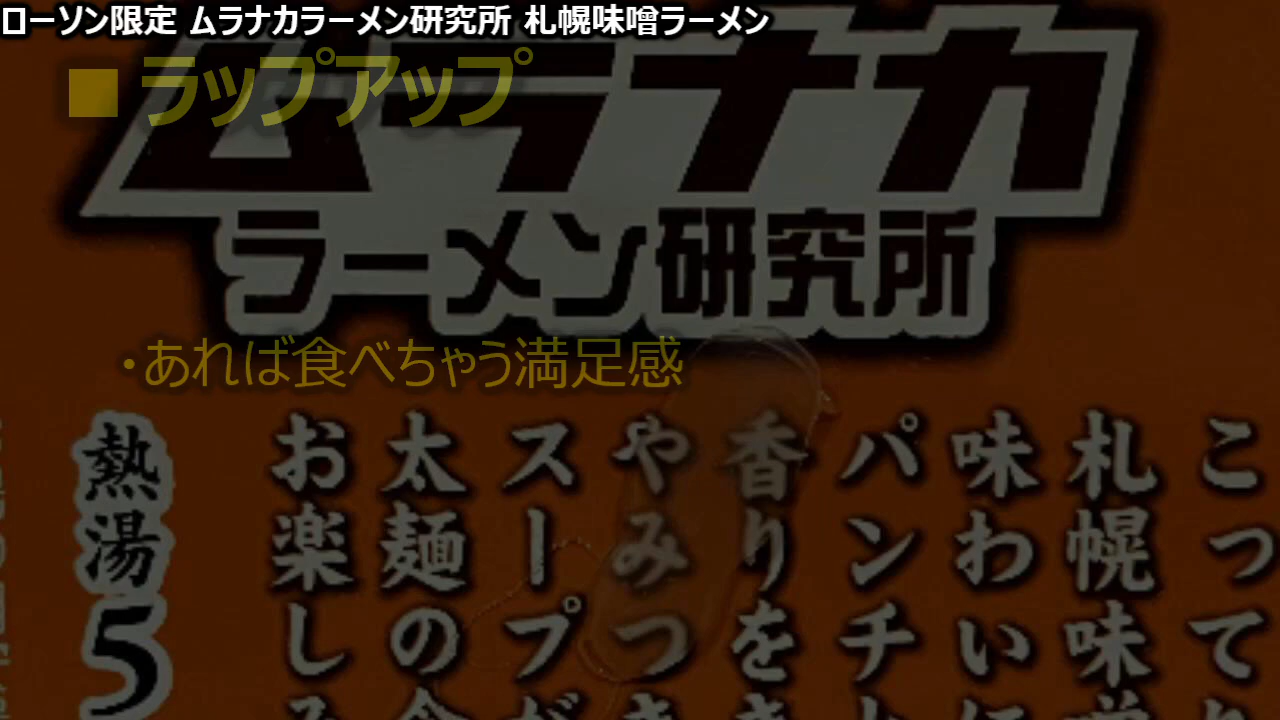 ローソン限定 ムラナカラーメン研究所 札幌味噌ラーメン
■ ラップアップ
ムラナカ
ラーメン研究所
・あれば食べちゃう満足感
こって
札幌味
味わい
パンチ
香りを
やみつ
スープ
太麺の
お楽し
熱湯5